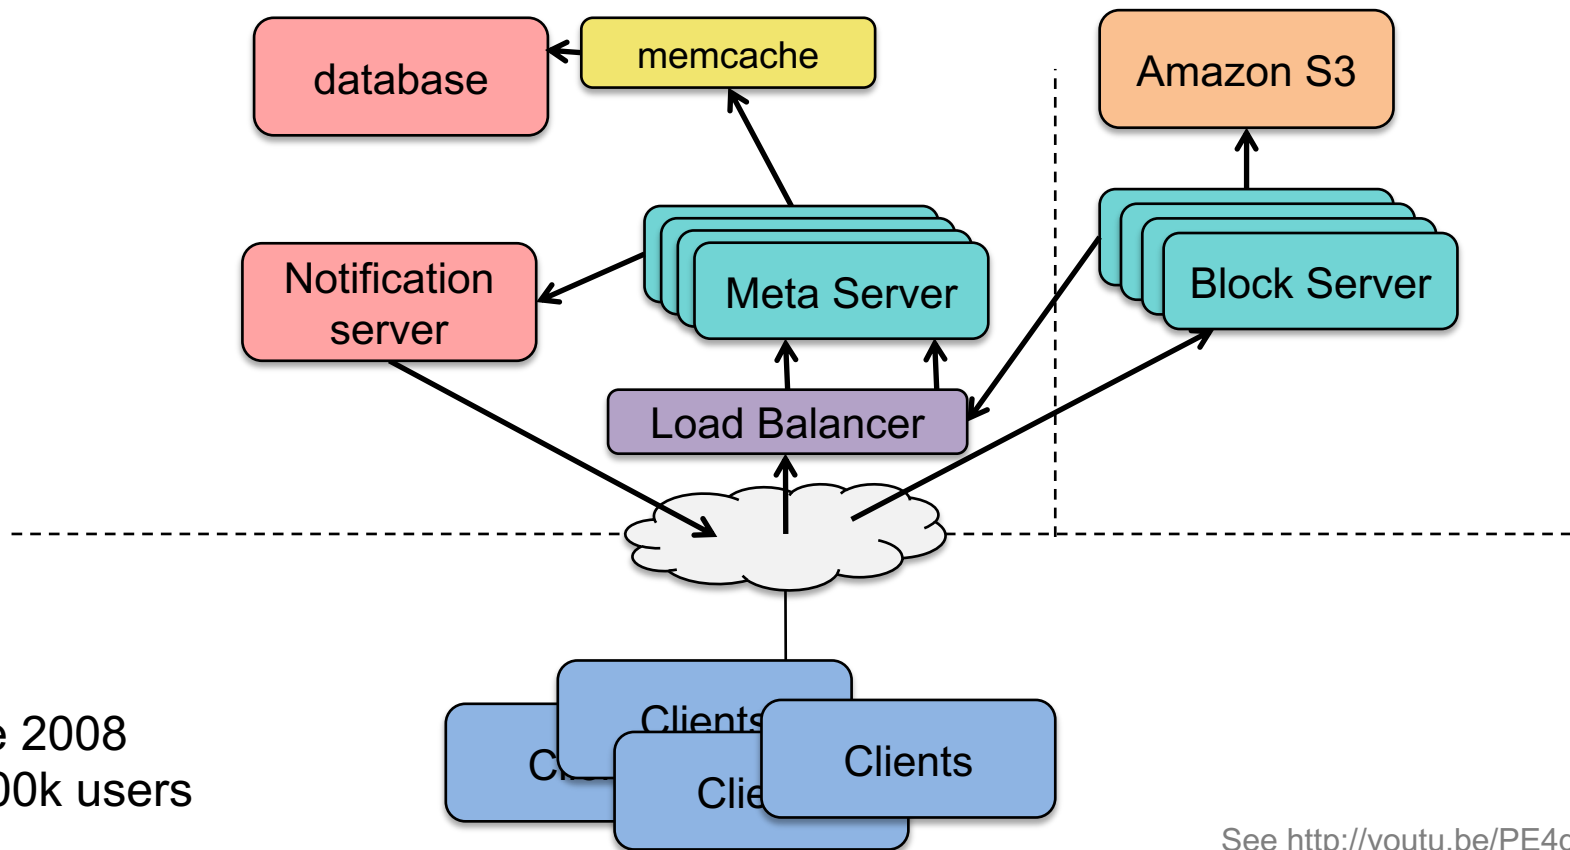 database
memcache
Amazon S3
Notification
server
Meta Server
Block Server
Load Balancer
Clients
Clients
2008
users
See http://youtu.be/PE4